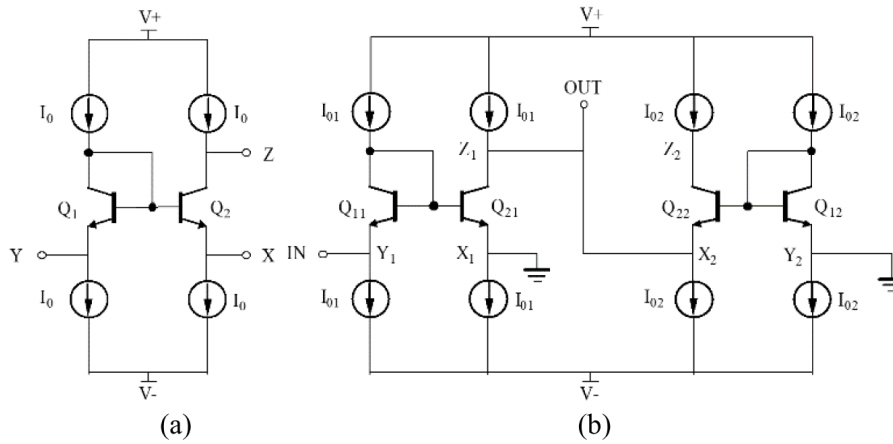 V+
I₀
I₀
Z
Q₁
Q₂
Y
X
I₀
I₀
V-
(a)
V+
OUT
I₀₁
I₀₁
I₀₂
I₀₂
Z₁
Z₂
Q₁₁
Q₂₁
Q₂₂
Q₁₂
IN
Y₁
X₁
X₂
Y₂
I₀₁
I₀₁
I₀₂
I₀₂
V-
(b)